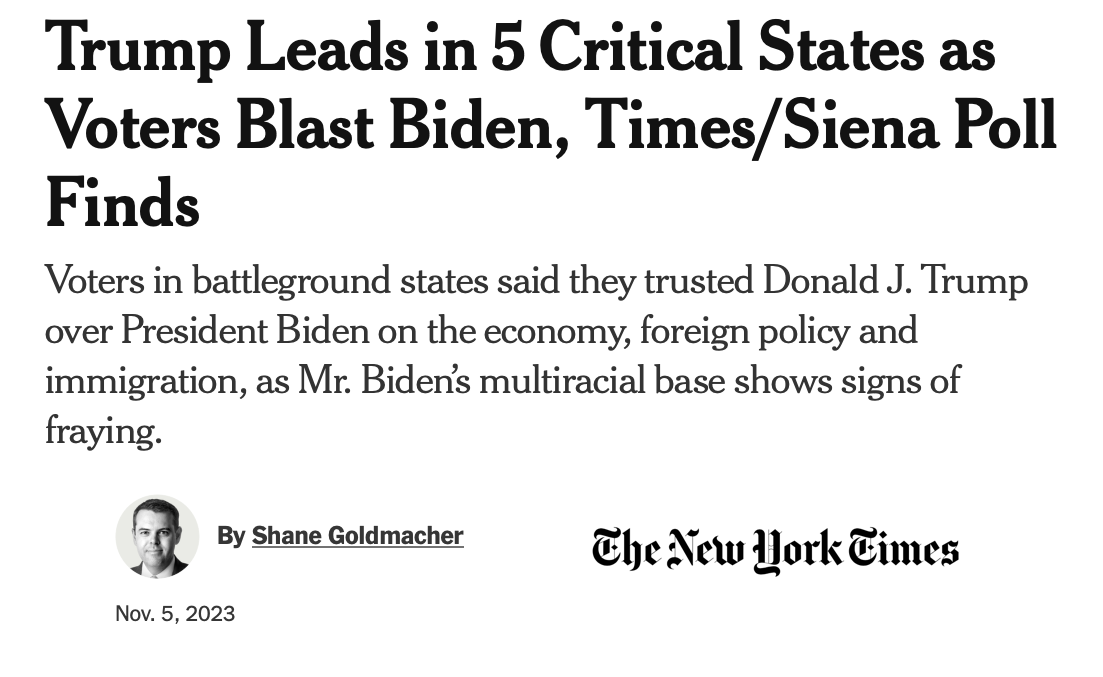 Trump Leads in 5 Critical States as
Voters Blast Biden, Times/Siena Poll
Finds
Voters in battleground states said they trusted Donald J. Trump
over President Biden on the economy, foreign policy and
immigration, as Mr. Biden’s multiracial base shows signs of
fraying.
By Shane Goldmacher
The New York Times
Nov. 5, 2023